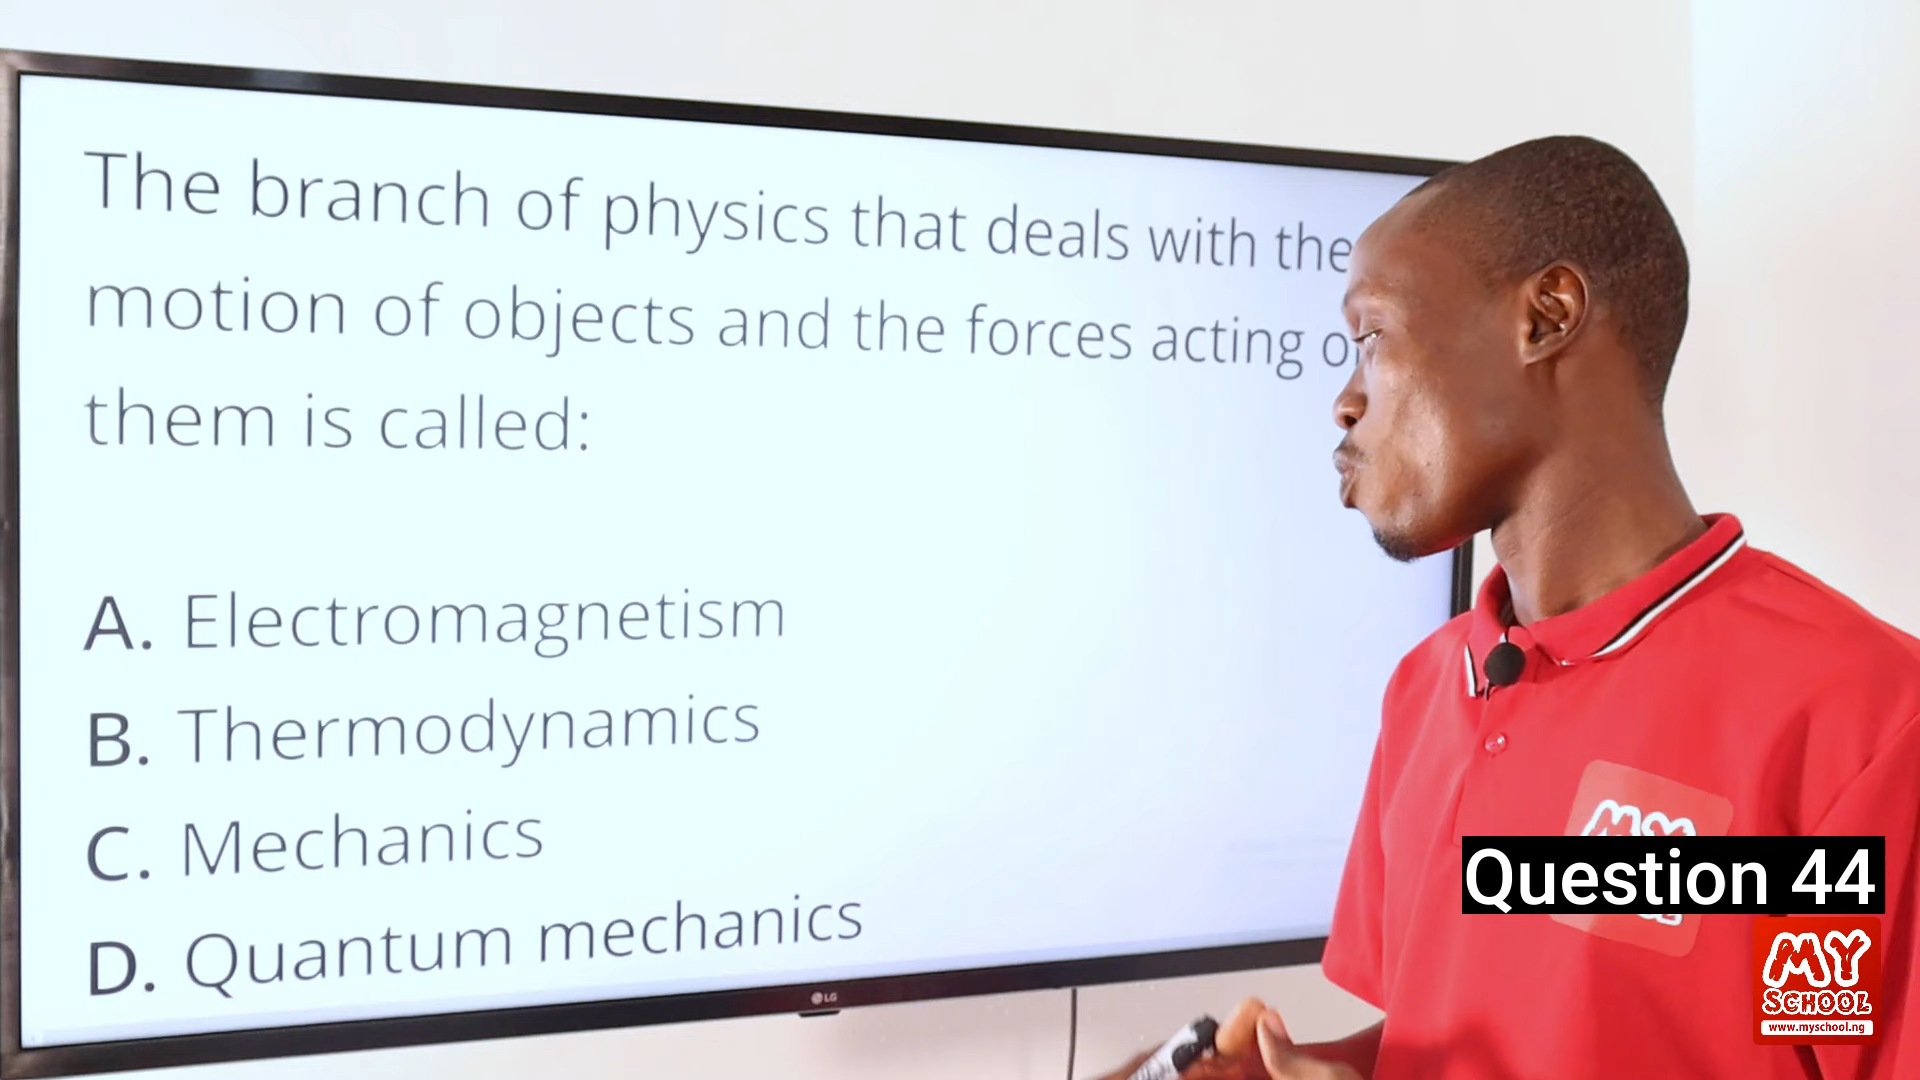 The branch of physics that deals with the
motion of objects and the forces acting
them is called:
A. Electromagnetism
B. Thermodynamics
C. Mechanics
D. Quantum mechanics
LG
MY
Question 44
MY
SCHOOL
www.myschool.ng